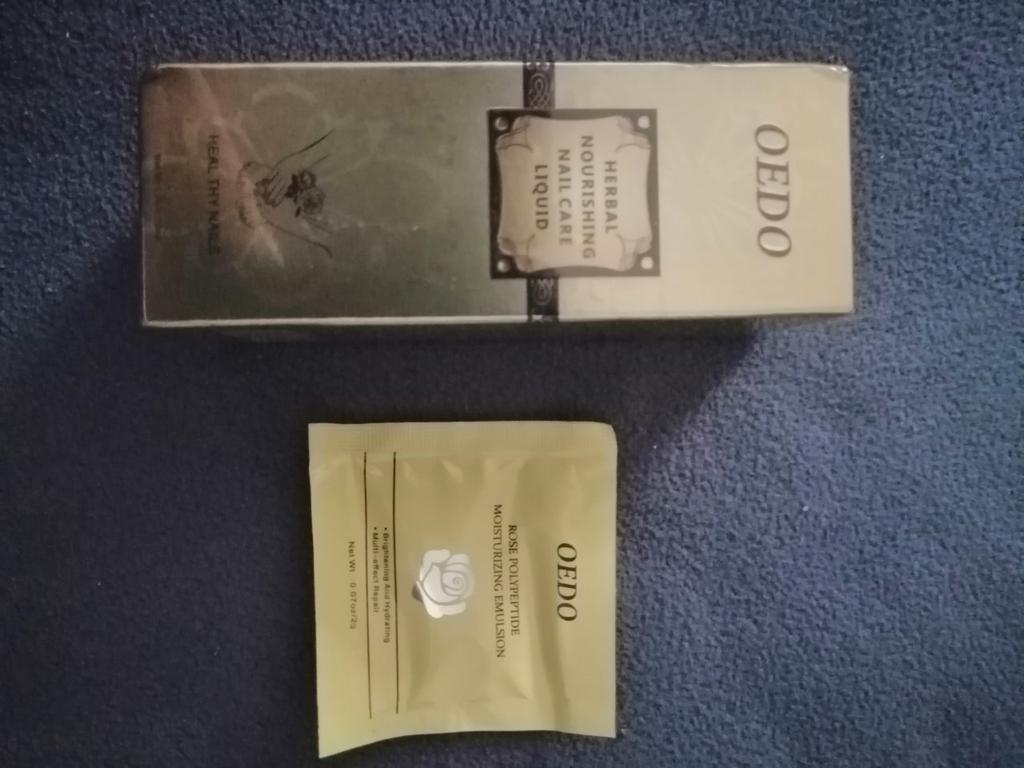 OEDO
HERBAL
NOURISHING
NAIL CARE
LIQUID
HEALTHY NAILS
OEDO
ROSE POLYPEPTIDE
MOISTURIZING EMULSION
• Brightening And Hydrating
• Multi-effect Repair
Net Wt 0.07oz/2g